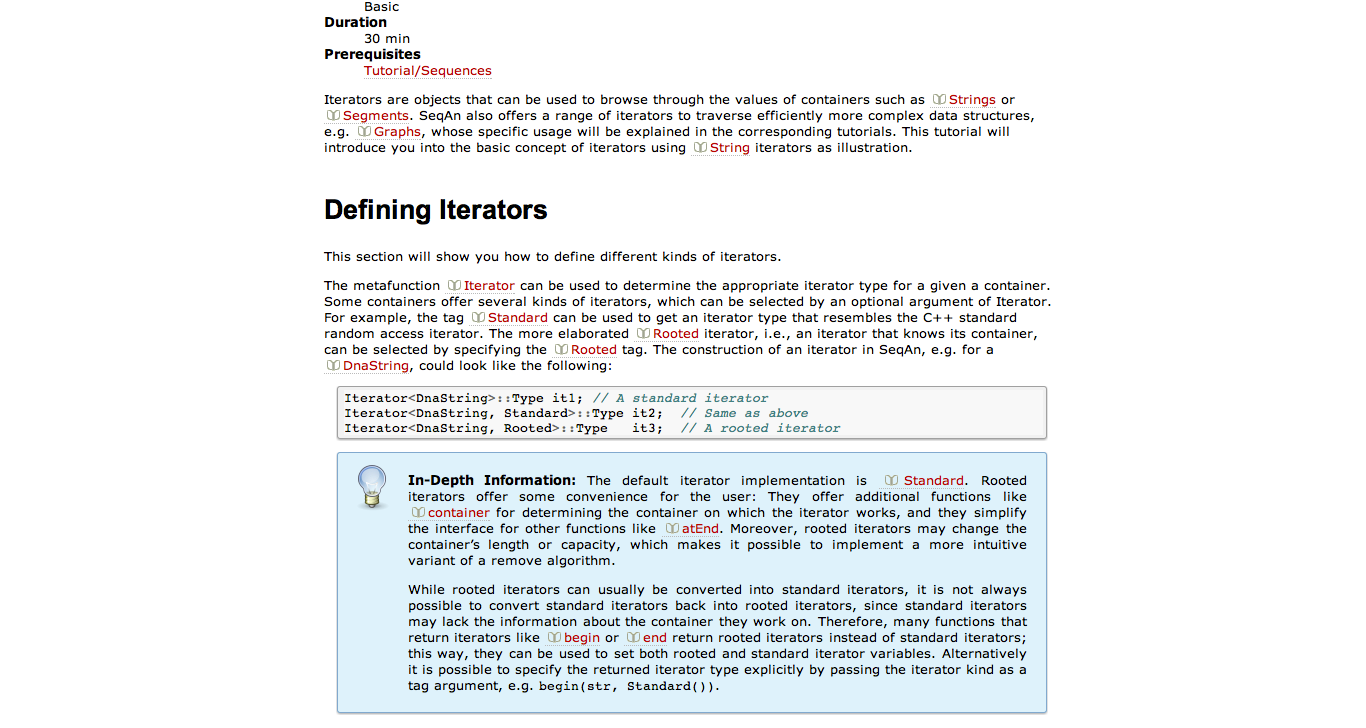 Basic
Duration
30 min
Prerequisites
Tutorial/Sequences
Iterators are objects that can be used to browse through the values of containers such as Strings or
Segments. SeqAn also offers a range of iterators to traverse efficiently more complex data structures,
e.g. Graphs, whose specific usage will be explained in the corresponding tutorials. This tutorial will
introduce you into the basic concept of iterators using String iterators as illustration.
Defining Iterators
This section will show you how to define different kinds of iterators.
The metafunction Iterator can be used to determine the appropriate iterator type for a given a container.
Some containers offer several kinds of iterators, which can be selected by an optional argument of Iterator.
For example, the tag Standard can be used to get an iterator type that resembles the C++ standard
random access iterator. The more elaborated Rooted iterator, i.e., an iterator that knows its container,
can be selected by specifying the Rooted tag. The construction of an iterator in SeqAn, e.g. for a
DnaString, could look like the following:
Iterator<DnaString>::Type it1; // A standard iterator
Iterator<DnaString, Standard>::Type it2;  // Same as above
Iterator<DnaString, Rooted>::Type   it3;  // A rooted iterator
In-Depth Information: The default iterator implementation is Standard. Rooted
iterators offer some convenience for the user: They offer additional functions like
container for determining the container on which the iterator works, and they simplify
the interface for other functions like atEnd. Moreover, rooted iterators may change the
container's length or capacity, which makes it possible to implement a more intuitive
variant of a remove algorithm.
While rooted iterators can usually be converted into standard iterators, it is not always
possible to convert standard iterators back into rooted iterators, since standard iterators
may lack the information about the container they work on. Therefore, many functions that
return iterators like begin or end return rooted iterators instead of standard iterators;
this way, they can be used to set both rooted and standard iterator variables. Alternatively
it is possible to specify the returned iterator type explicitly by passing the iterator kind as a
tag argument, e.g. begin(str, Standard()).